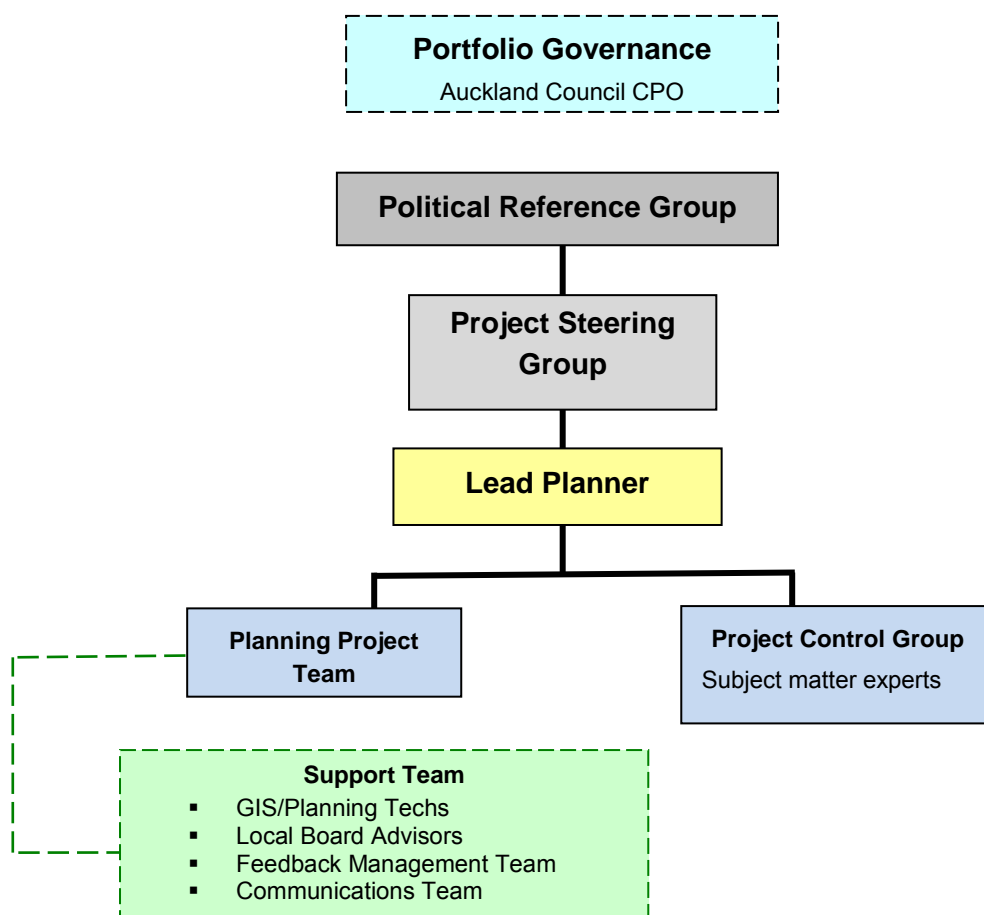 Portfolio Governance
Auckland Council CPO
Political Reference Group
Project Steering
Group
Lead Planner
Planning Project
Team
Project Control Group
Subject matter experts
Support Team
▪ GIS/Planning Techs
▪ Local Board Advisors
▪ Feedback Management Team
▪ Communications Team